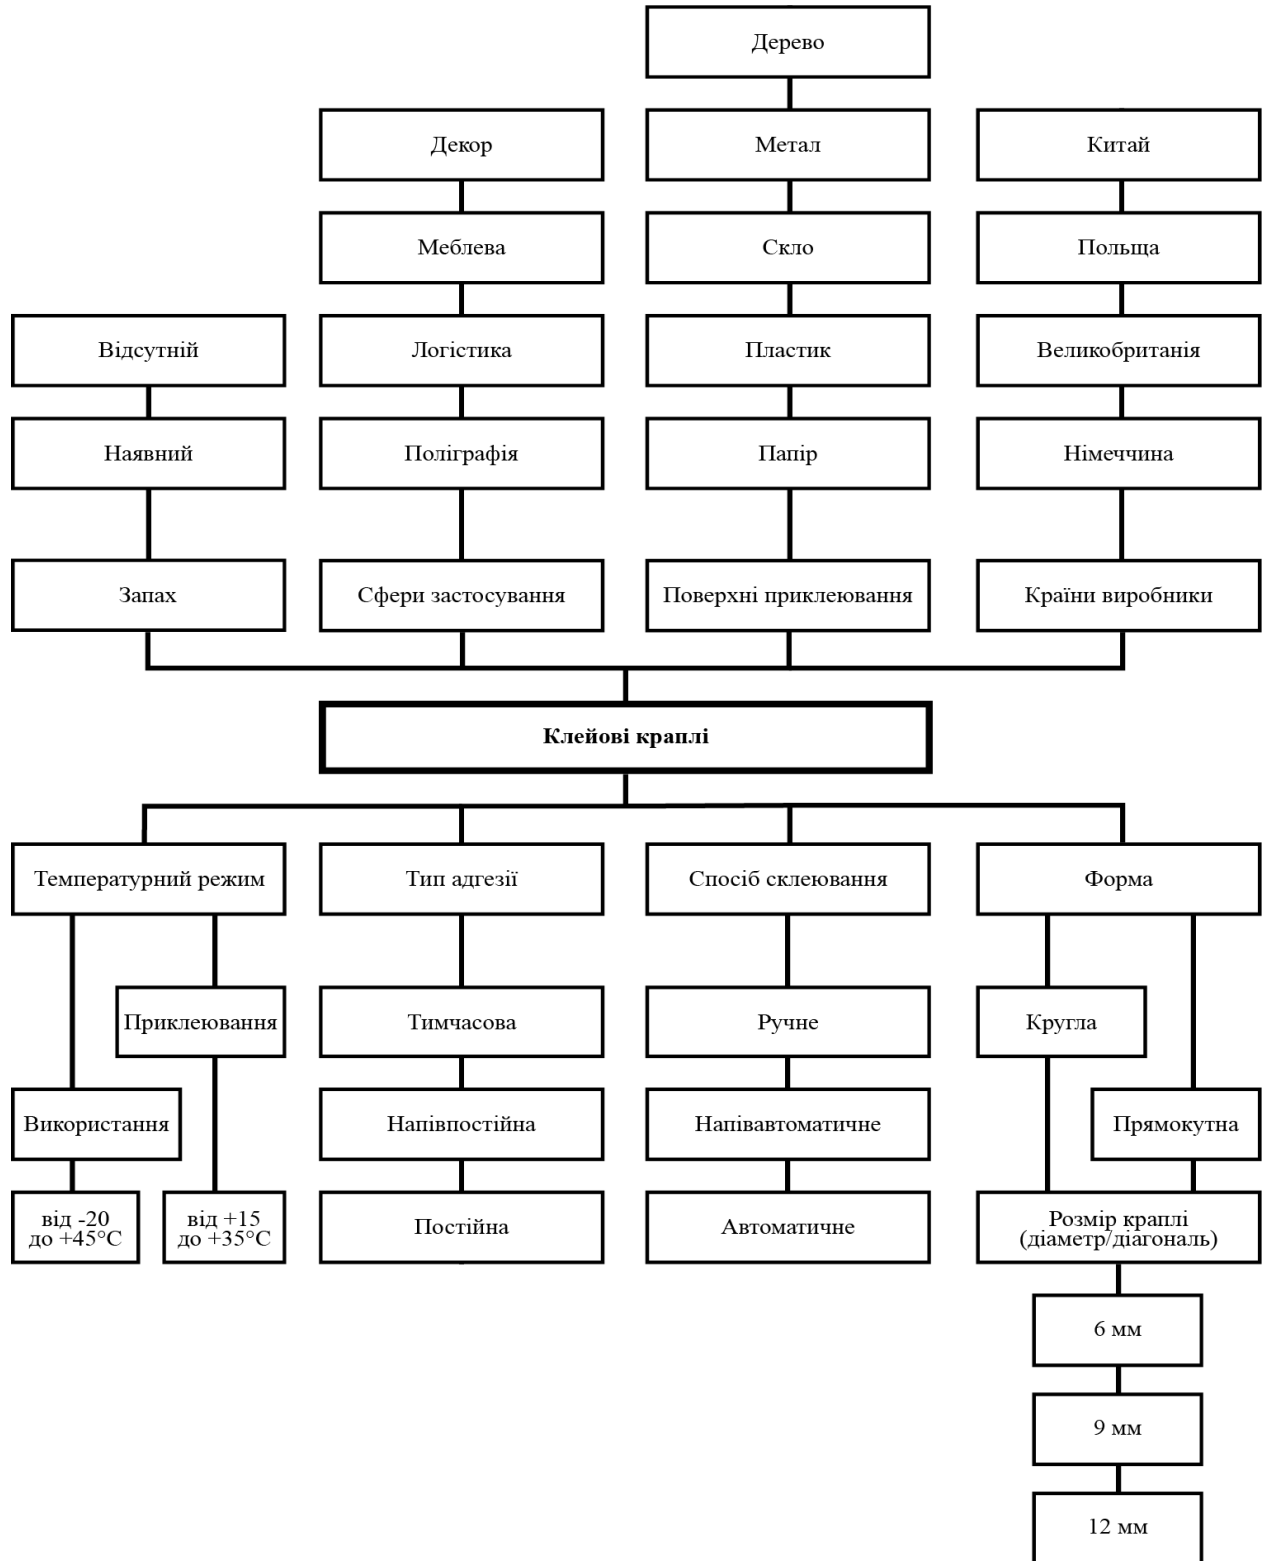 Дерево
Декор
Метал
Китай
Меблева
Скло
Польща
Відсутній
Логістика
Пластик
Великобританія
Наявний
Поліграфія
Папір
Німеччина
Запах
Сфери застосування
Поверхні приклеювання
Країни виробники
Клейові краплі
Температурний режим
Тип адгезії
Спосіб склеювання
Форма
Приклеювання
Тимчасова
Ручне
Кругла
Використання
Напівпостійна
Напівавтоматичне
Прямокутна
від -20
до +45°C
від +15
до +35°C
Постійна
Автоматичне
Розмір краплі
(діаметр/діагональ)
6 мм
9 мм
12 мм